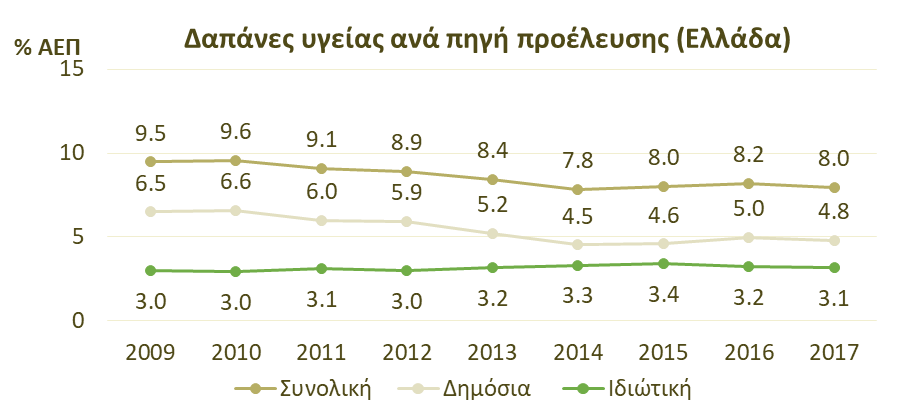 Δαπάνες υγείας ανά πηγή προέλευσης (Ελλάδα)
% ΑΕΠ
15
9.5 9.6 9.1 8.9 8.4 7.8 8.0 8.2 8.0
10
6.5 6.6 6.0 5.9 5.2 4.5 4.6 5.0 4.8
5
3.0 3.0 3.1 3.0 3.2 3.3 3.4 3.2 3.1
0
2009 2010 2011 2012 2013 2014 2015 2016 2017
Συνολική Δημόσια Ιδιώτική